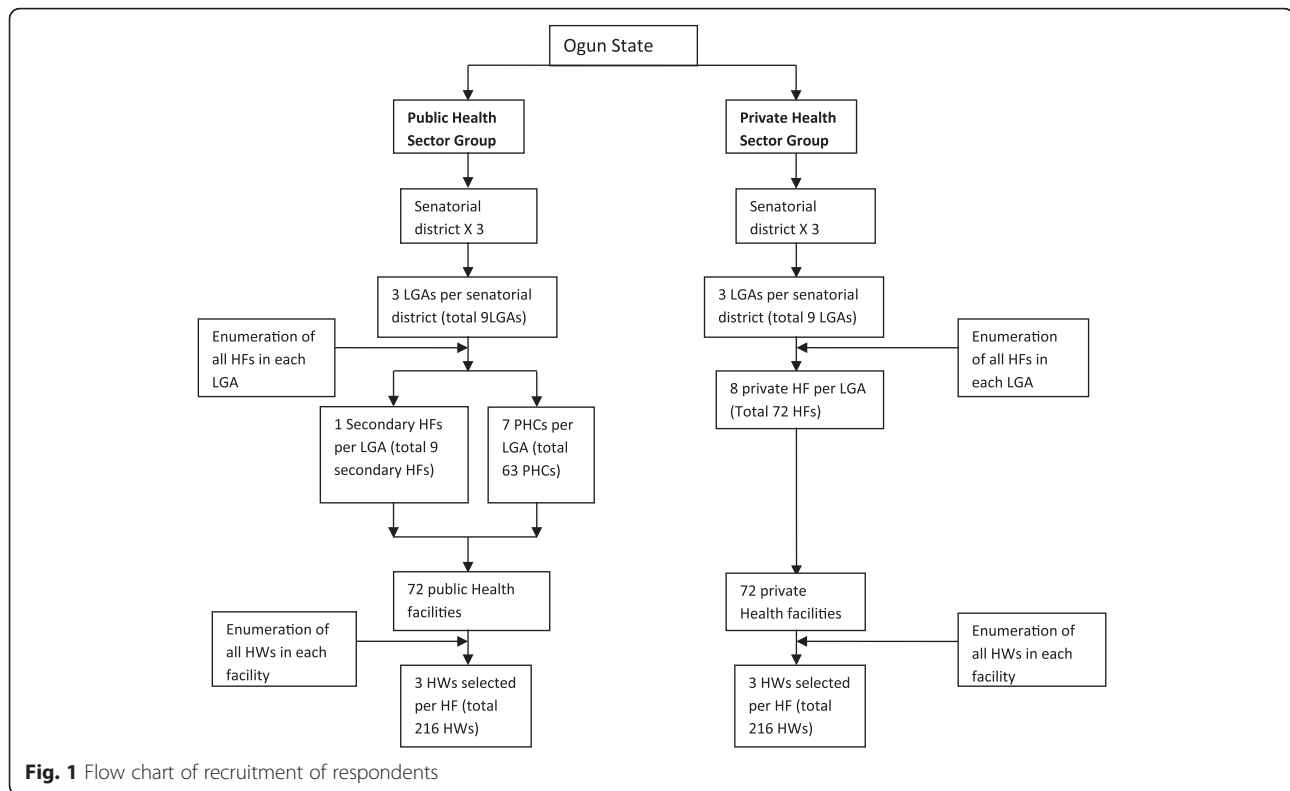 Ogun State
Public Health
Sector Group
Private Health
Sector Group
Senatorial
district X 3
Senatorial
district X 3
3 LGAs per senatorial
district (total 9LGAs)
3 LGAs per senatorial
district (total 9 LGAs)
Enumeration of
all HFs in each
LGA
Enumeration
of all HFs in
each LGA
8 private HF per LGA
(Total 72 HFs)
1 Secondary HFs
per LGA (total 9
secondary HFs)
7 PHCs per
LGA (total
63 PHCs)
72 public Health
facilities
72 private
Health facilities
Enumeration of
all HWs in each
facility
Enumeration of
all HWs in each
facility
3 HWs selected
per HF (total
216 HWs)
3 HWs selected
per HF (total
216 HWs)
Fig. 1 Flow chart of recruitment of respondents